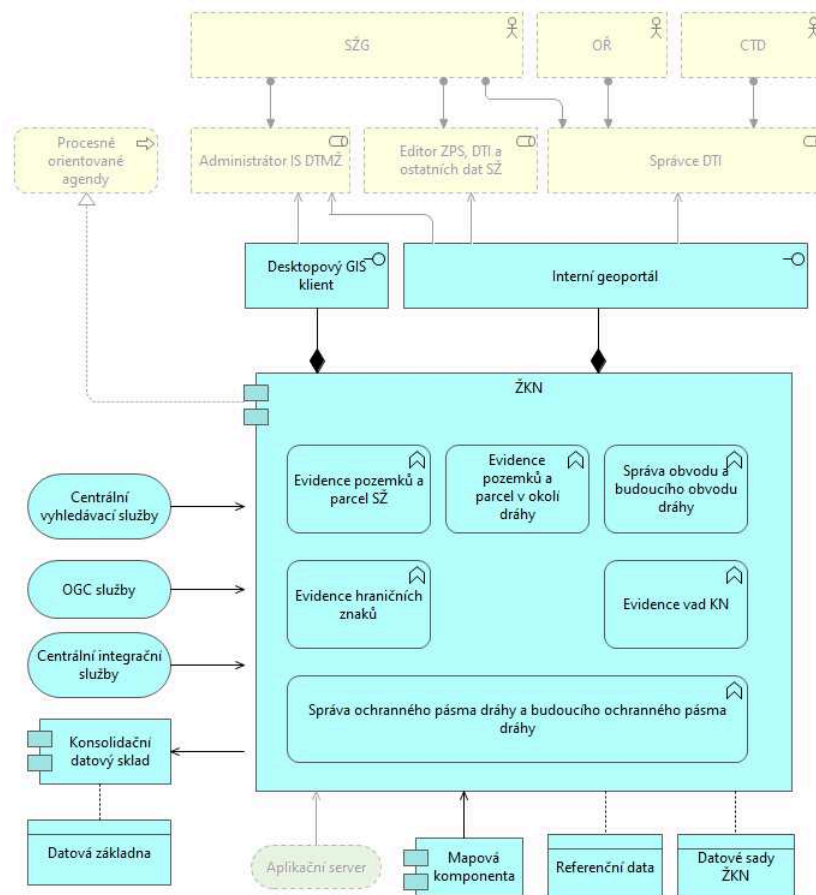 SŽG
OŘ
CTD
Procesně
orientované
agendy
Administrátor IS DTMŽ
Editor ZPS, DTI a
ostatních dat SŽ
Správce DTI
Desktopový GIS
klient
Interní geoportál
ŽKN
Evidence pozemků a
parcel SŽ
Evidence
pozemků a
parcel v okolí
dráhy
Správa obvodu a
budoucího obvodu
dráhy
Centrální
vyhledávací služby
OGC služby
Evidence hraničních
znaků
Evidence vad KN
Centrální integrační
služby
Správa ochranného pásma dráhy a budoucího ochranného pásma
dráhy
Konsolidační
datový sklad
Datová základna
Aplikační server
Mapová
komponenta
Referenční data
Datové sady
ŽKN